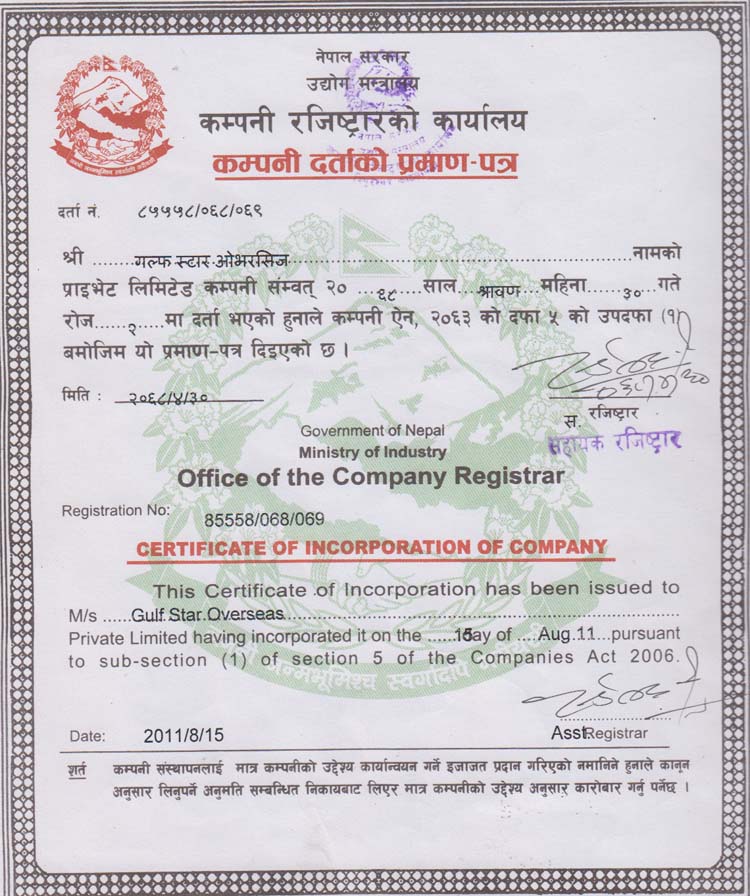 नेपाल सरकार
उद्योग मन्त्रालय
कम्पनी रजिष्ट्रारको कार्यालय
कम्पनी दर्ताको प्रमाण-पत्र
दर्ता नं. ८५५५८/०६८/०६९
श्री ..........गल्फ स्टार ओभरसिज..........नामको
प्राइभेट लिमिटेड कम्पनी संम्वत् २० ...६८...साल...श्रावण...महिना ...३०...गते
रोज....२.....मा दर्ता भएको हुनाले कम्पनी ऐन, २०६३ को दफा ५ को उपदफा (१)
बमोजिम यो प्रमाण-पत्र दिइएको छ ।
मिति : २०६८/४/३०
स. रजिष्ट्रार
सहायक रजिष्ट्रार
Government of Nepal
Ministry of Industry
Office of the Company Registrar
Registration No: 85558/068/069
CERTIFICATE OF INCORPORATION OF COMPANY
This Certificate of Incorporation has been issued to
M/s .....Gulf Star Overseas..........
Private Limited having incorporated it on the ......15day of ....Aug.11...pursuant
to sub-section (1) of section 5 of the Companies Act 2006.
Date: 2011/8/15
Asst Registrar
शर्त कम्पनी संस्थापनलाई मात्र कम्पनीको उद्देश्य कार्यान्वयन गर्ने इजाजत प्रदान गरिएको नमानिने हुनाले कानून
अनुसार लिनुपर्ने अनुमति सम्बन्धित निकायबाट लिएर मात्र कम्पनीको उद्देश्य अनुसार कारोबार गर्नु पर्नेछ ।